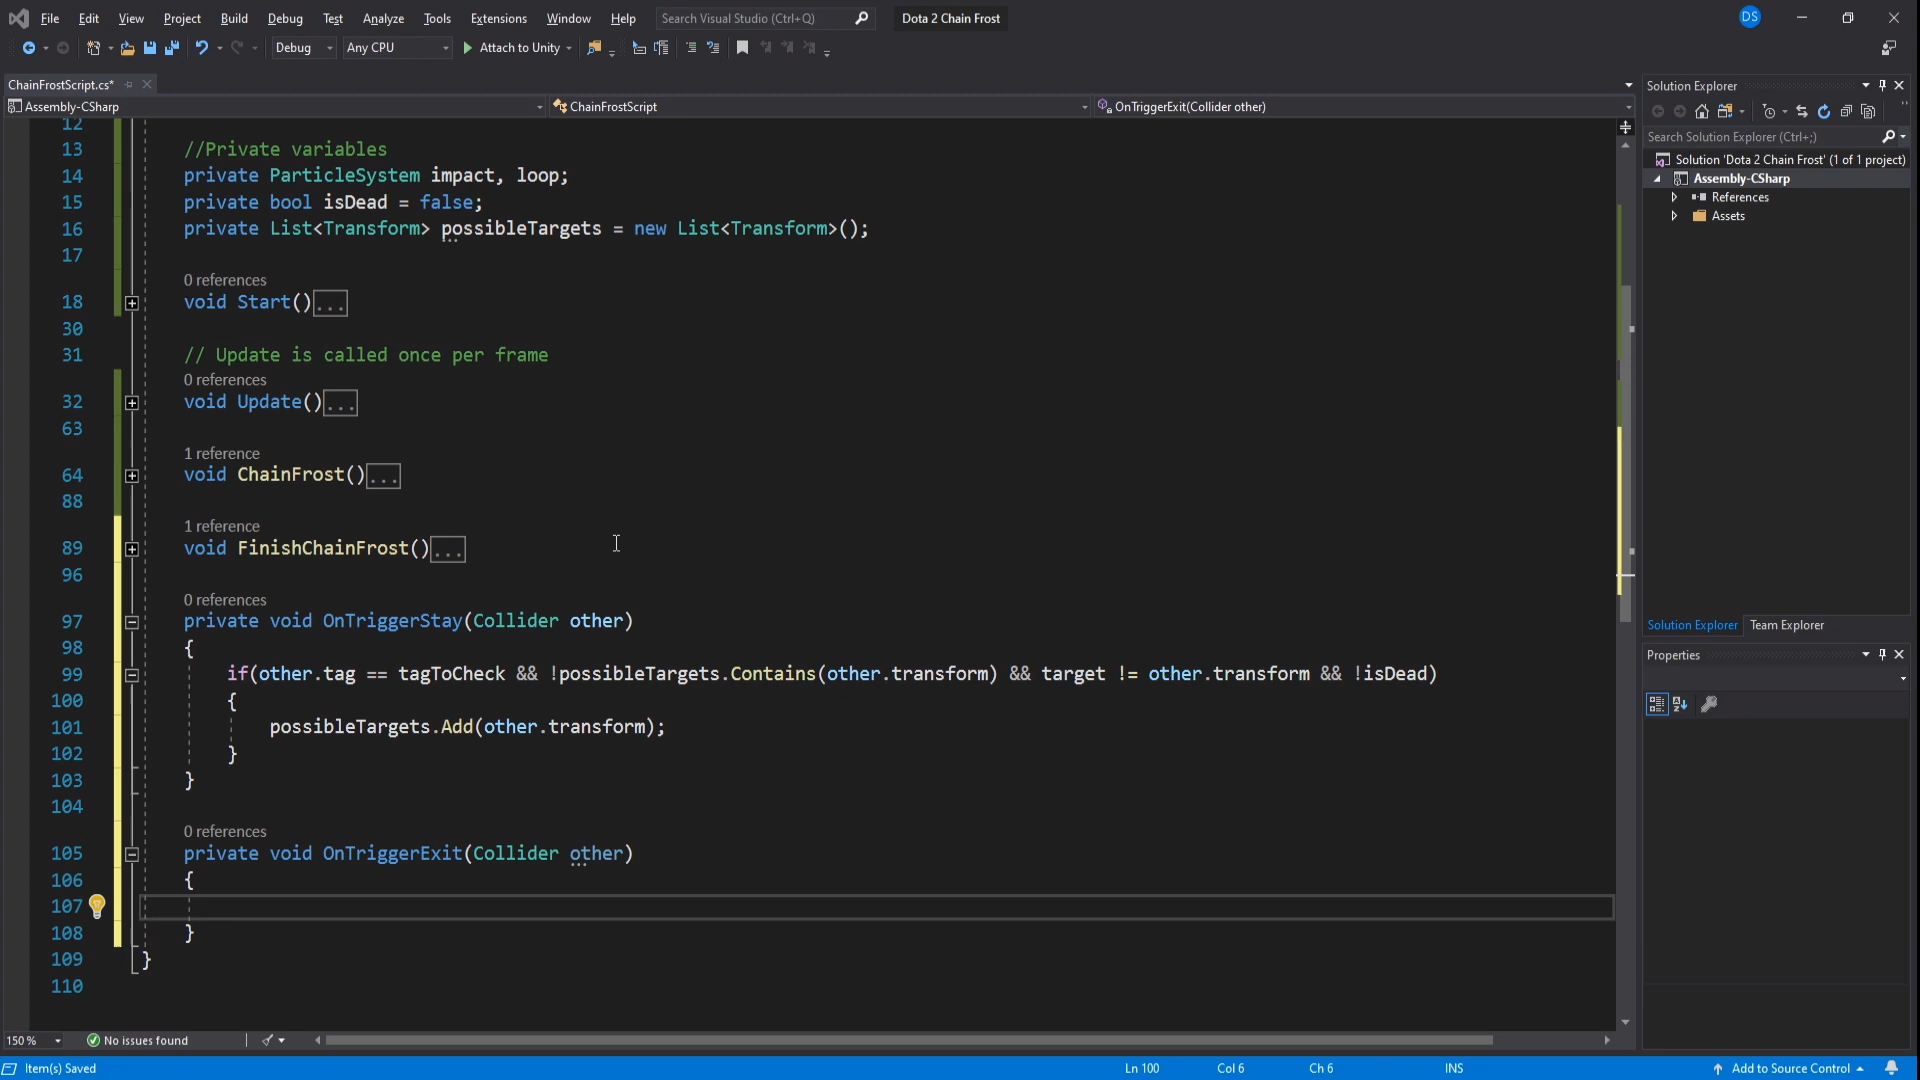 File Edit View Project Build Debug Test Analyze Tools Extensions Window Help Search Visual Studio (Ctrl+Q) Dota 2 Chain Frost DS
Debug Any CPU Attach to Unity
ChainFrostScript.cs*
Assembly-CSharp ChainFrostScript OnTriggerExit(Collider other)
12
13 //Private variables
14 private ParticleSystem impact, loop;
15 private bool isDead = false;
16 private List<Transform> possibleTargets = new List<Transform>();
17
0 references
18 void Start()...
30
31 // Update is called once per frame
0 references
32 void Update()...
63
1 reference
64 void ChainFrost()...
88
1 reference
89 void FinishChainFrost()...
96
0 references
97 private void OnTriggerStay(Collider other)
98 {
99 if(other.tag == tagToCheck && !possibleTargets.Contains(other.transform) && target != other.transform && !isDead)
100 {
101 possibleTargets.Add(other.transform);
102 }
103 }
104
0 references
105 private void OnTriggerExit(Collider other)
106 {
107
108 }
109 }
110
150 % No issues found
Item(s) Saved Ln 100 Col 6 Ch 6 INS Add to Source Control
Solution Explorer
Search Solution Explorer (Ctrl+;)
Solution 'Dota 2 Chain Frost' (1 of 1 project)
Assembly-CSharp
References
Assets
Solution Explorer Team Explorer
Properties